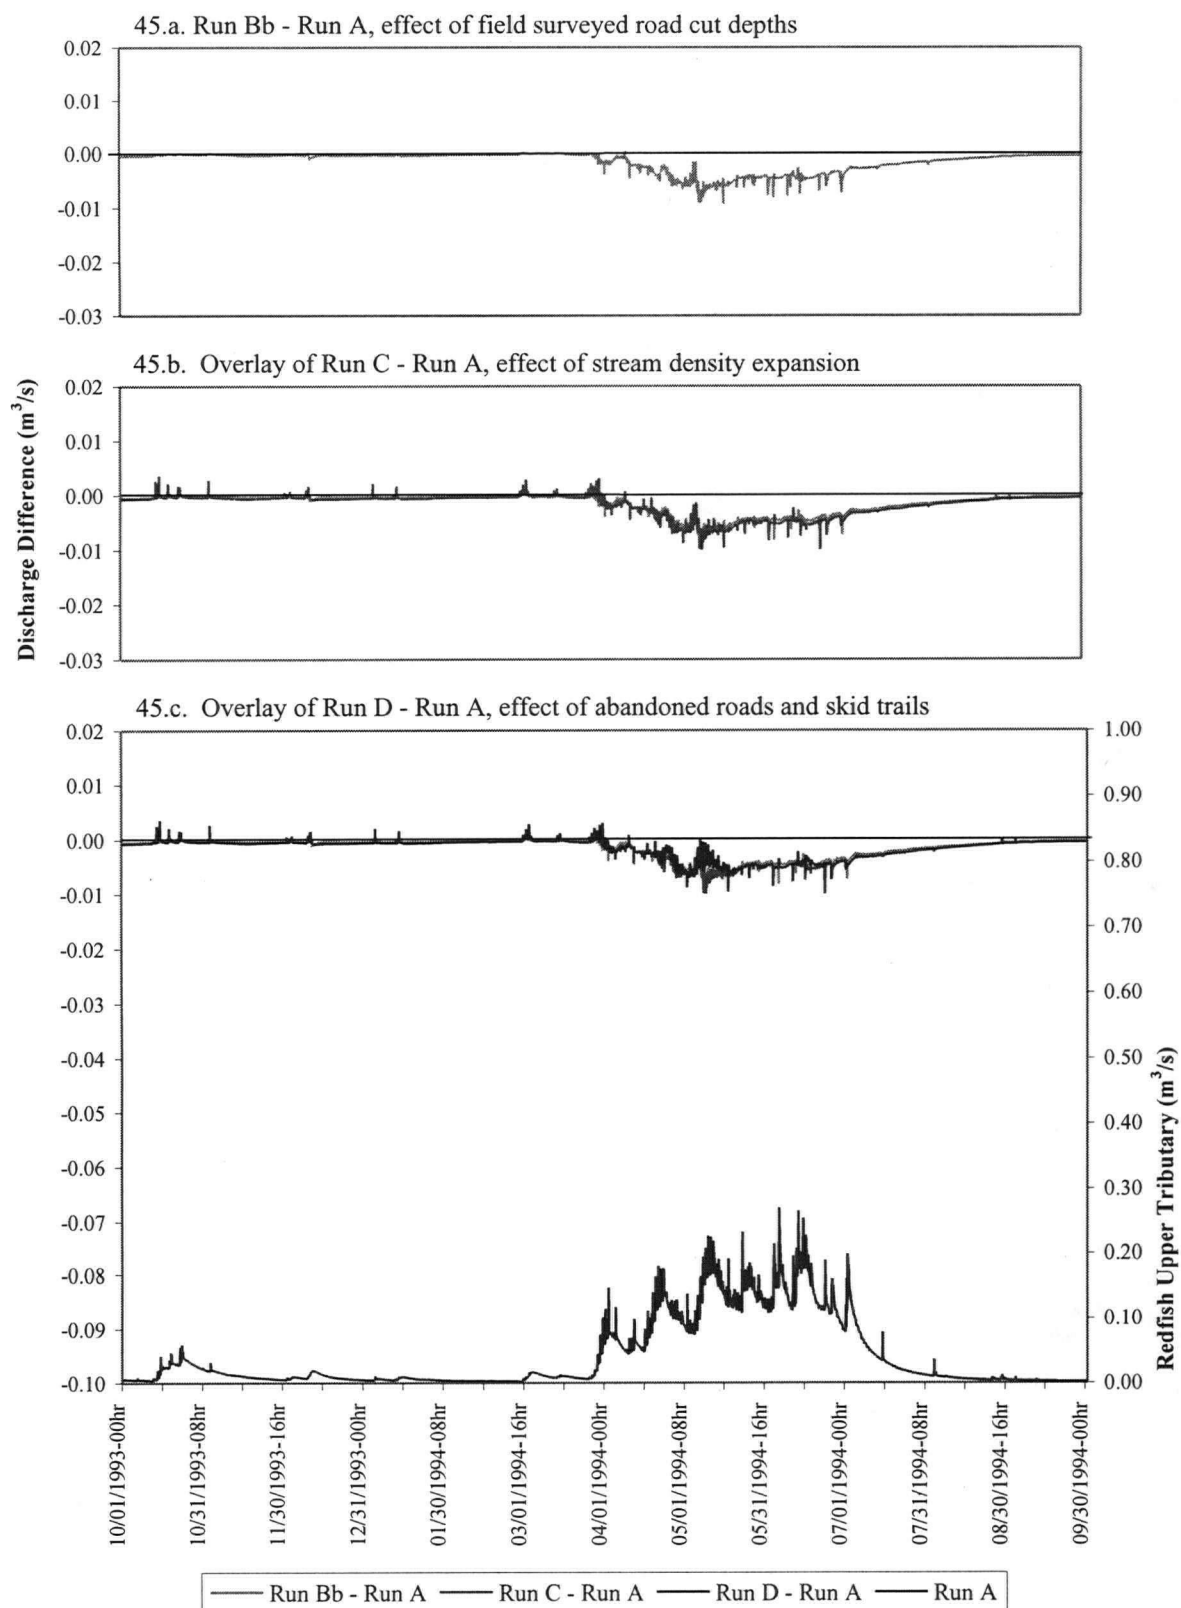 45.a. Run Bb - Run A, effect of field surveyed road cut depths
0.02
0.01
0.00
-0.01
-0.02
-0.03
45.b. Overlay of Run C - Run A, effect of stream density expansion
0.02
0.01
0.00
-0.01
-0.02
-0.03
Discharge Difference (m³/s)
45.c. Overlay of Run D - Run A, effect of abandoned roads and skid trails
0.02
0.01
0.00
-0.01
-0.02
-0.03
-0.04
-0.05
-0.06
-0.07
-0.08
-0.09
-0.10
1.00
0.90
0.80
0.70
0.60
0.50
0.40
0.30
0.20
0.10
0.00
Redfish Upper Tributary (m³/s)
10/01/1993-00hr
10/31/1993-08hr
11/30/1993-16hr
12/31/1993-00hr
01/30/1994-08hr
03/01/1994-16hr
04/01/1994-00hr
05/01/1994-08hr
05/31/1994-16hr
07/01/1994-00hr
07/31/1994-08hr
08/30/1994-16hr
09/30/1994-00hr
Run Bb - Run A Run C - Run A Run D - Run A Run A